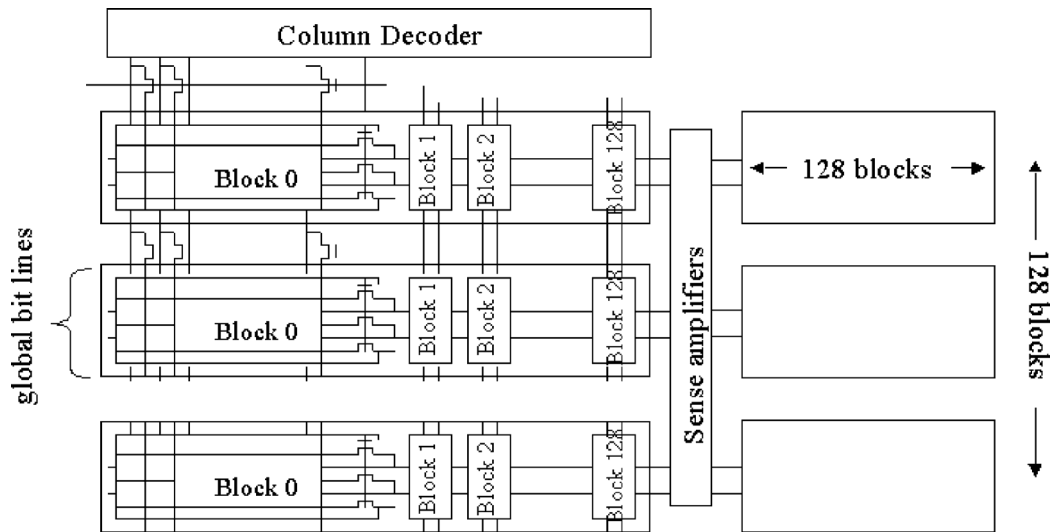 Column Decoder
Block 0
Block 1
Block 2
Block 128
128 blocks
global bit lines
Block 0
Block 1
Block 2
Block 128
Sense amplifiers
128 blocks
Block 0
Block 1
Block 2
Block 128